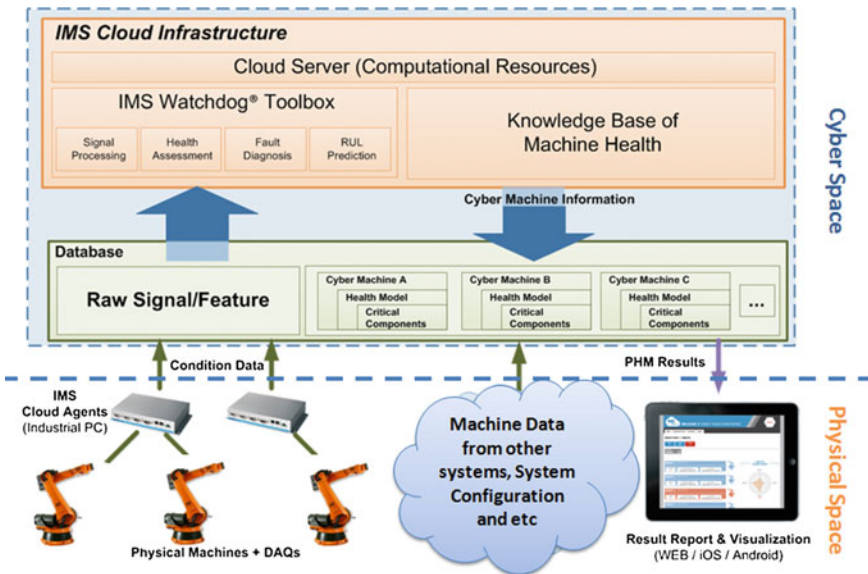 IMS Cloud Infrastructure
Cloud Server (Computational Resources)
IMS Watchdog® Toolbox
Signal
Processing
Health
Assessment
Fault
Diagnosis
RUL
Prediction
Knowledge Base of
Machine Health
Cyber Space
Cyber Machine Information
Database
Raw Signal/Feature
Cyber Machine A
Health Model
Critical
Components
Cyber Machine B
Health Model
Critical
Components
Cyber Machine C
Health Model
Critical
Components
...
Condition Data
PHM Results
IMS
Cloud Agents
(Industrial PC)
Machine Data
from other
systems, System
Configuration
and etc
Physical Space
Physical Machines + DAQs
Result Report & Visualization
(WEB / iOS / Android)